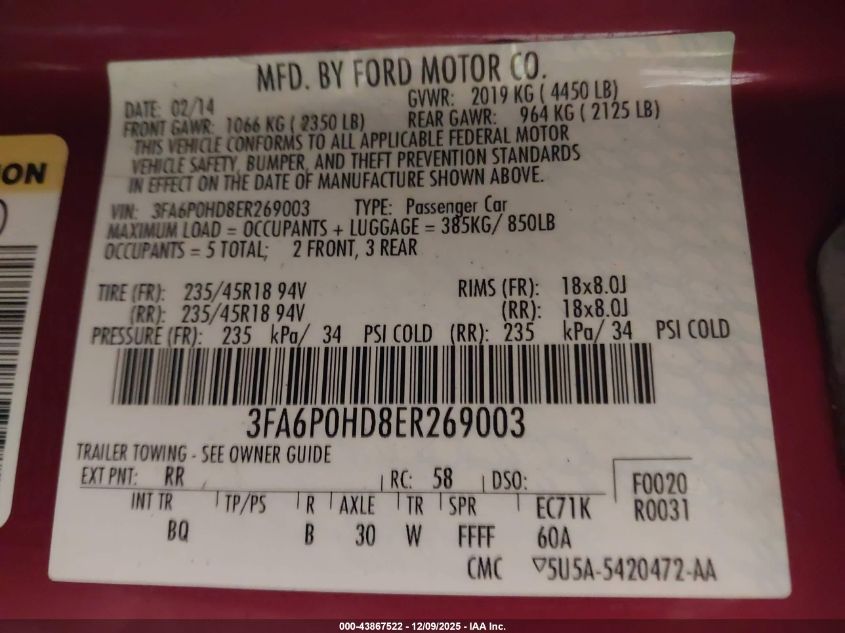 MFD. BY FORD MOTOR CO.
DATE: 02/14 GVWR: 2019 KG ( 4450 LB)
FRONT GAWR: 1066 KG ( 2350 LB) REAR GAWR: 964 KG ( 2125 LB)
THIS VEHICLE CONFORMS TO ALL APPLICABLE FEDERAL MOTOR
VEHICLE SAFETY, BUMPER, AND THEFT PREVENTION STANDARDS
IN EFFECT ON THE DATE OF MANUFACTURE SHOWN ABOVE.
VIN: 3FA6P0HD8ER269003 TYPE: Passenger Car
MAXIMUM LOAD = OCCUPANTS + LUGGAGE = 385KG/ 850LB
OCCUPANTS = 5 TOTAL; 2 FRONT, 3 REAR
TIRE (FR): 235/45R18 94V RIMS (FR): 18x8.0J
(RR): 235/45R18 94V (RR): 18x8.0J
PRESSURE (FR): 235 kPa/ 34 PSI COLD (RR): 235 kPa/ 34 PSI COLD
3FA6P0HD8ER269003
TRAILER TOWING - SEE OWNER GUIDE
EXT PNT: RR RC: 58 DSO: F0020
INT TR TP/PS R AXLE TR SPR EC71K R0031
BQ B 30 W FFFF 60A
CMC ▽5U5A-5420472-AA
ION
000-43867522 - 12/09/2025 - IAA Inc.